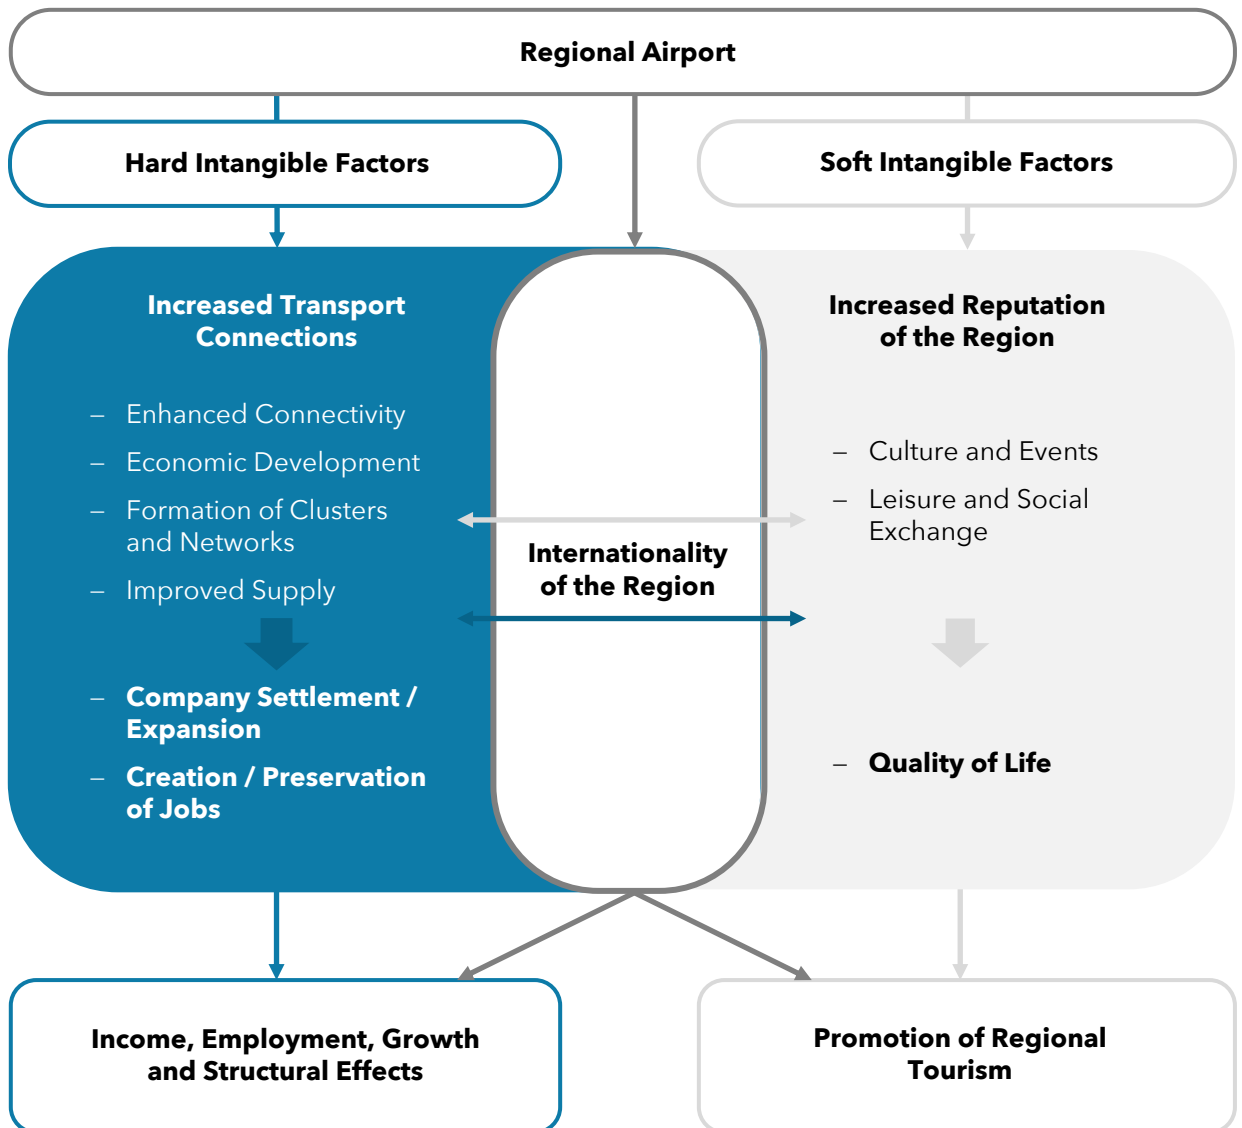 Regional Airport
Hard Intangible Factors
Soft Intangible Factors
Increased Transport
Connections
– Enhanced Connectivity
– Economic Development
– Formation of Clusters
and Networks
– Improved Supply
– Company Settlement /
Expansion
– Creation / Preservation
of Jobs
Internationality
of the Region
Increased Reputation
of the Region
– Culture and Events
– Leisure and Social
Exchange
– Quality of Life
Income, Employment, Growth
and Structural Effects
Promotion of Regional
Tourism